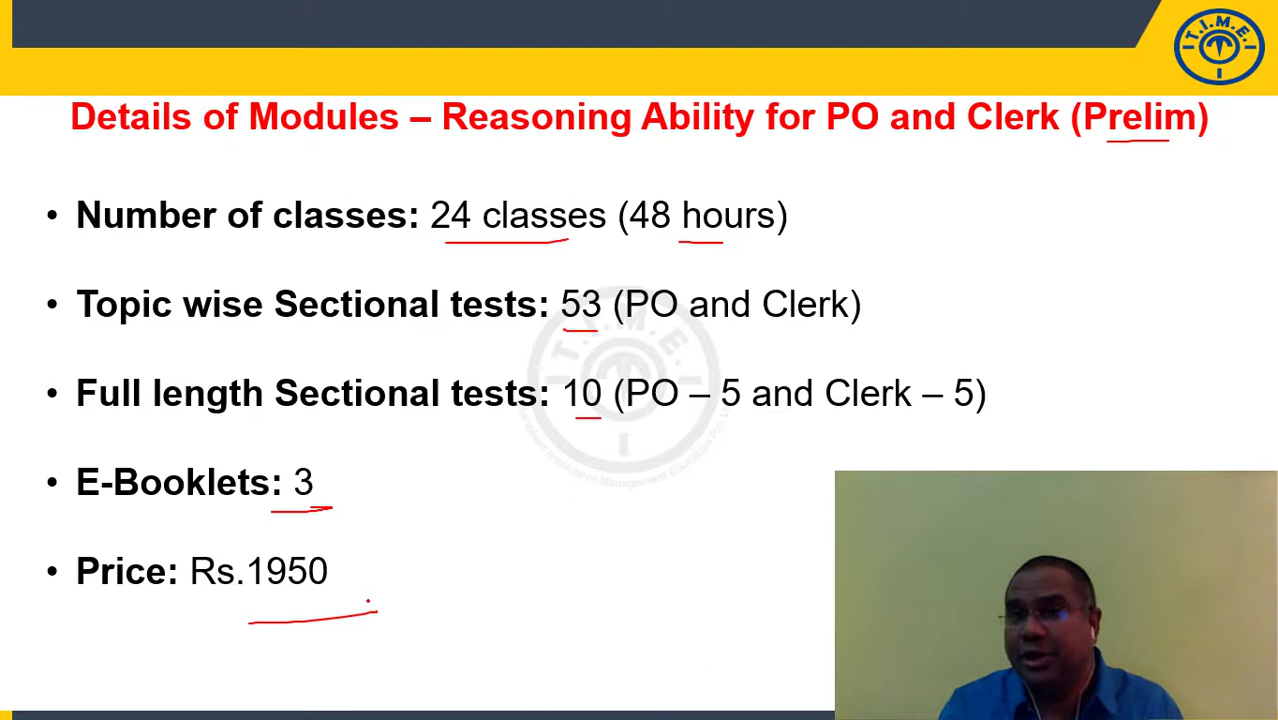 T.I.M.E.
Details of Modules – Reasoning Ability for PO and Clerk (Prelim)
• Number of classes: 24 classes (48 hours)
• Topic wise Sectional tests: 53 (PO and Clerk)
• Full length Sectional tests: 10 (PO – 5 and Clerk – 5)
• E-Booklets: 3
• Price: Rs.1950
T.I.M.E.